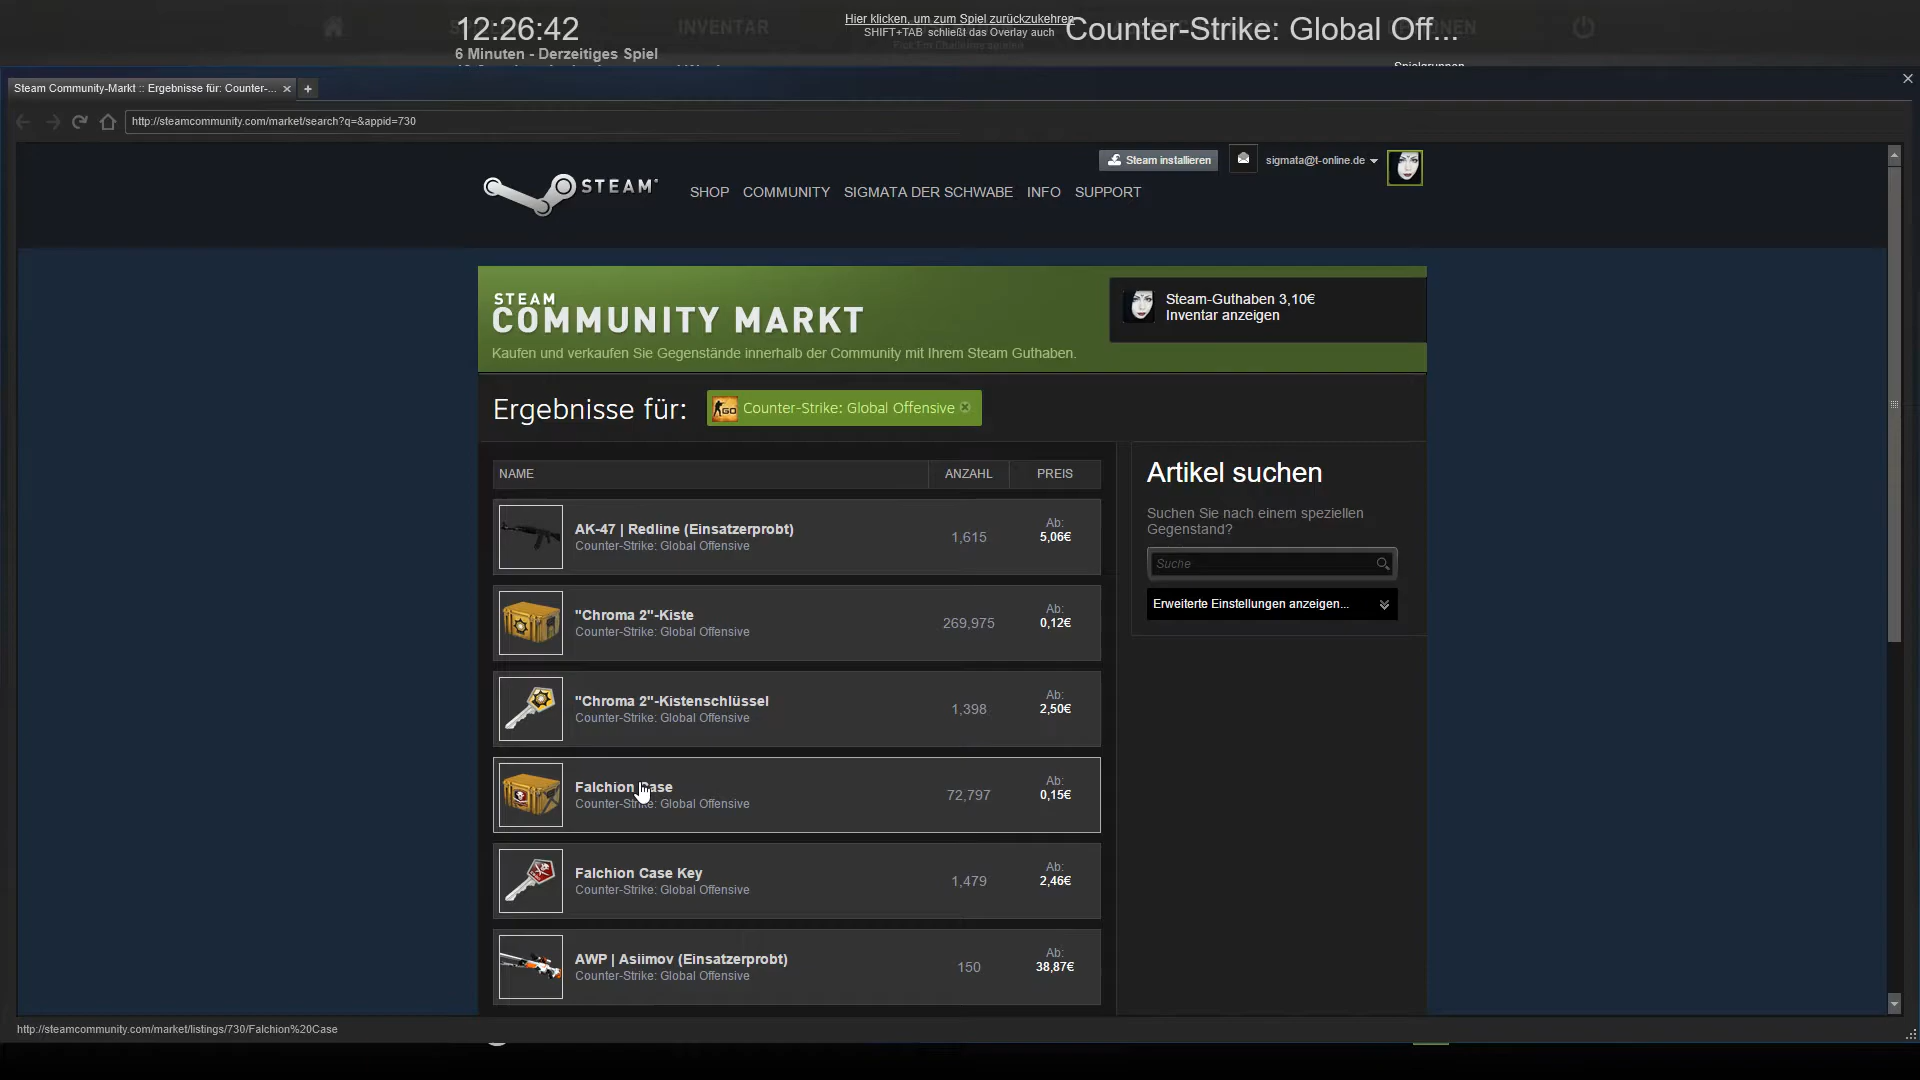 12:26:42
6 Minuten - Derzeitiges Spiel
INVENTAR
Hier klicken, um zum Spiel zurückzukehren
SHIFT+TAB schließt das Overlay auch
Counter-Strike: Global Off...
Spielgruppen
Steam Community-Markt :: Ergebnisse für: Counter-...
http://steamcommunity.com/market/search?q=&appid=730
Steam installieren
sigmata@t-online.de
STEAM
SHOP COMMUNITY SIGMATA DER SCHWABE INFO SUPPORT
STEAM
COMMUNITY MARKT
Kaufen und verkaufen Sie Gegenstände innerhalb der Community mit Ihrem Steam Guthaben.
Steam-Guthaben 3,10€
Inventar anzeigen
Ergebnisse für: Counter-Strike: Global Offensive
NAME ANZAHL PREIS
AK-47 | Redline (Einsatzerprobt)
Counter-Strike: Global Offensive
1,615
Ab:
5,06€
"Chroma 2"-Kiste
Counter-Strike: Global Offensive
269,975
Ab:
0,12€
"Chroma 2"-Kistenschlüssel
Counter-Strike: Global Offensive
1,398
Ab:
2,50€
Falchion Case
Counter-Strike: Global Offensive
72,797
Ab:
0,15€
Falchion Case Key
Counter-Strike: Global Offensive
1,479
Ab:
2,46€
AWP | Asiimov (Einsatzerprobt)
Counter-Strike: Global Offensive
150
Ab:
38,87€
Artikel suchen
Suchen Sie nach einem speziellen
Gegenstand?
Suche
Erweiterte Einstellungen anzeigen...
http://steamcommunity.com/market/listings/730/Falchion%20Case